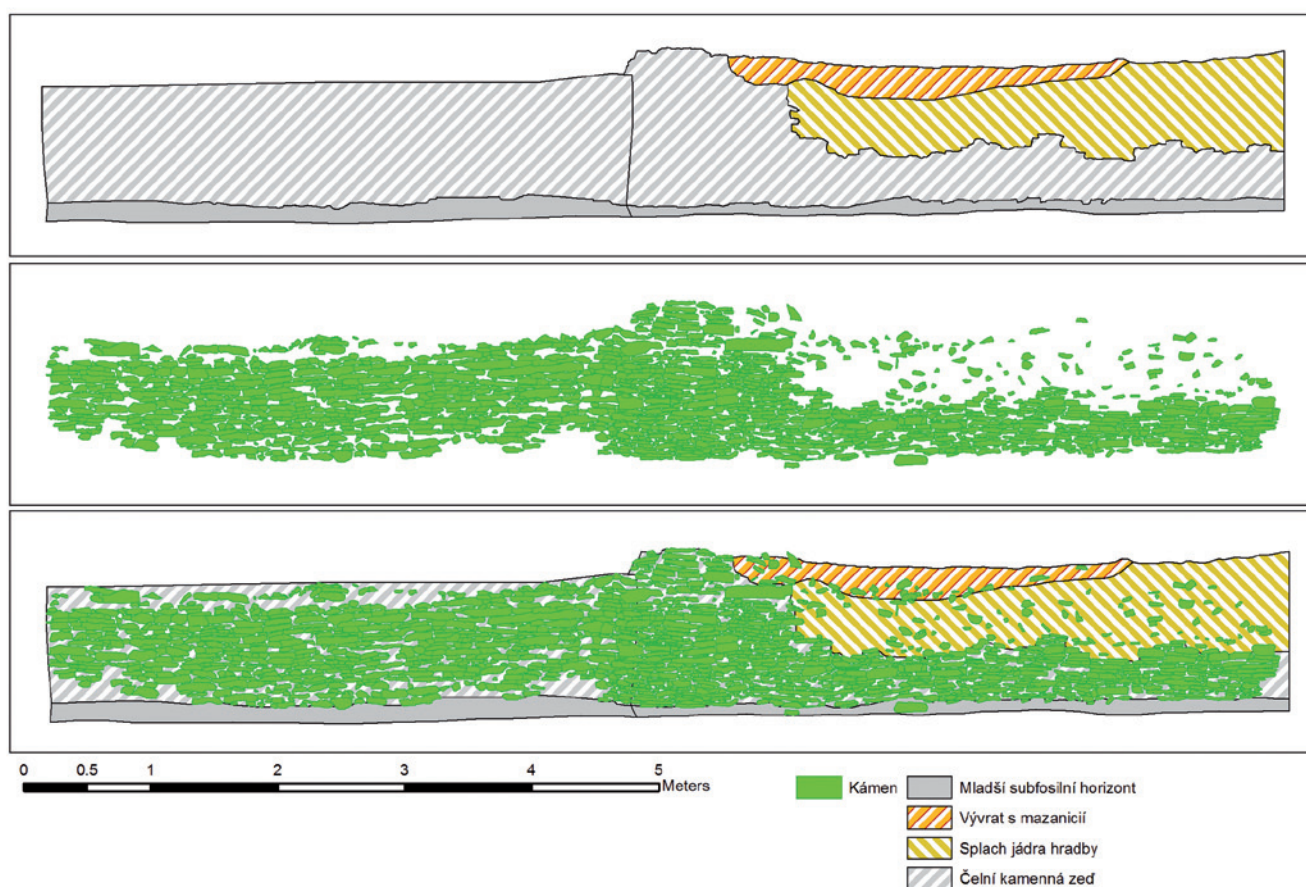 0 0.5 1 2 3 4 5
Meters
Kámen
Mladší subfosilní horizont
Vývrat s mazanicií
Splach jádra hradby
Čelní kamenná zeď